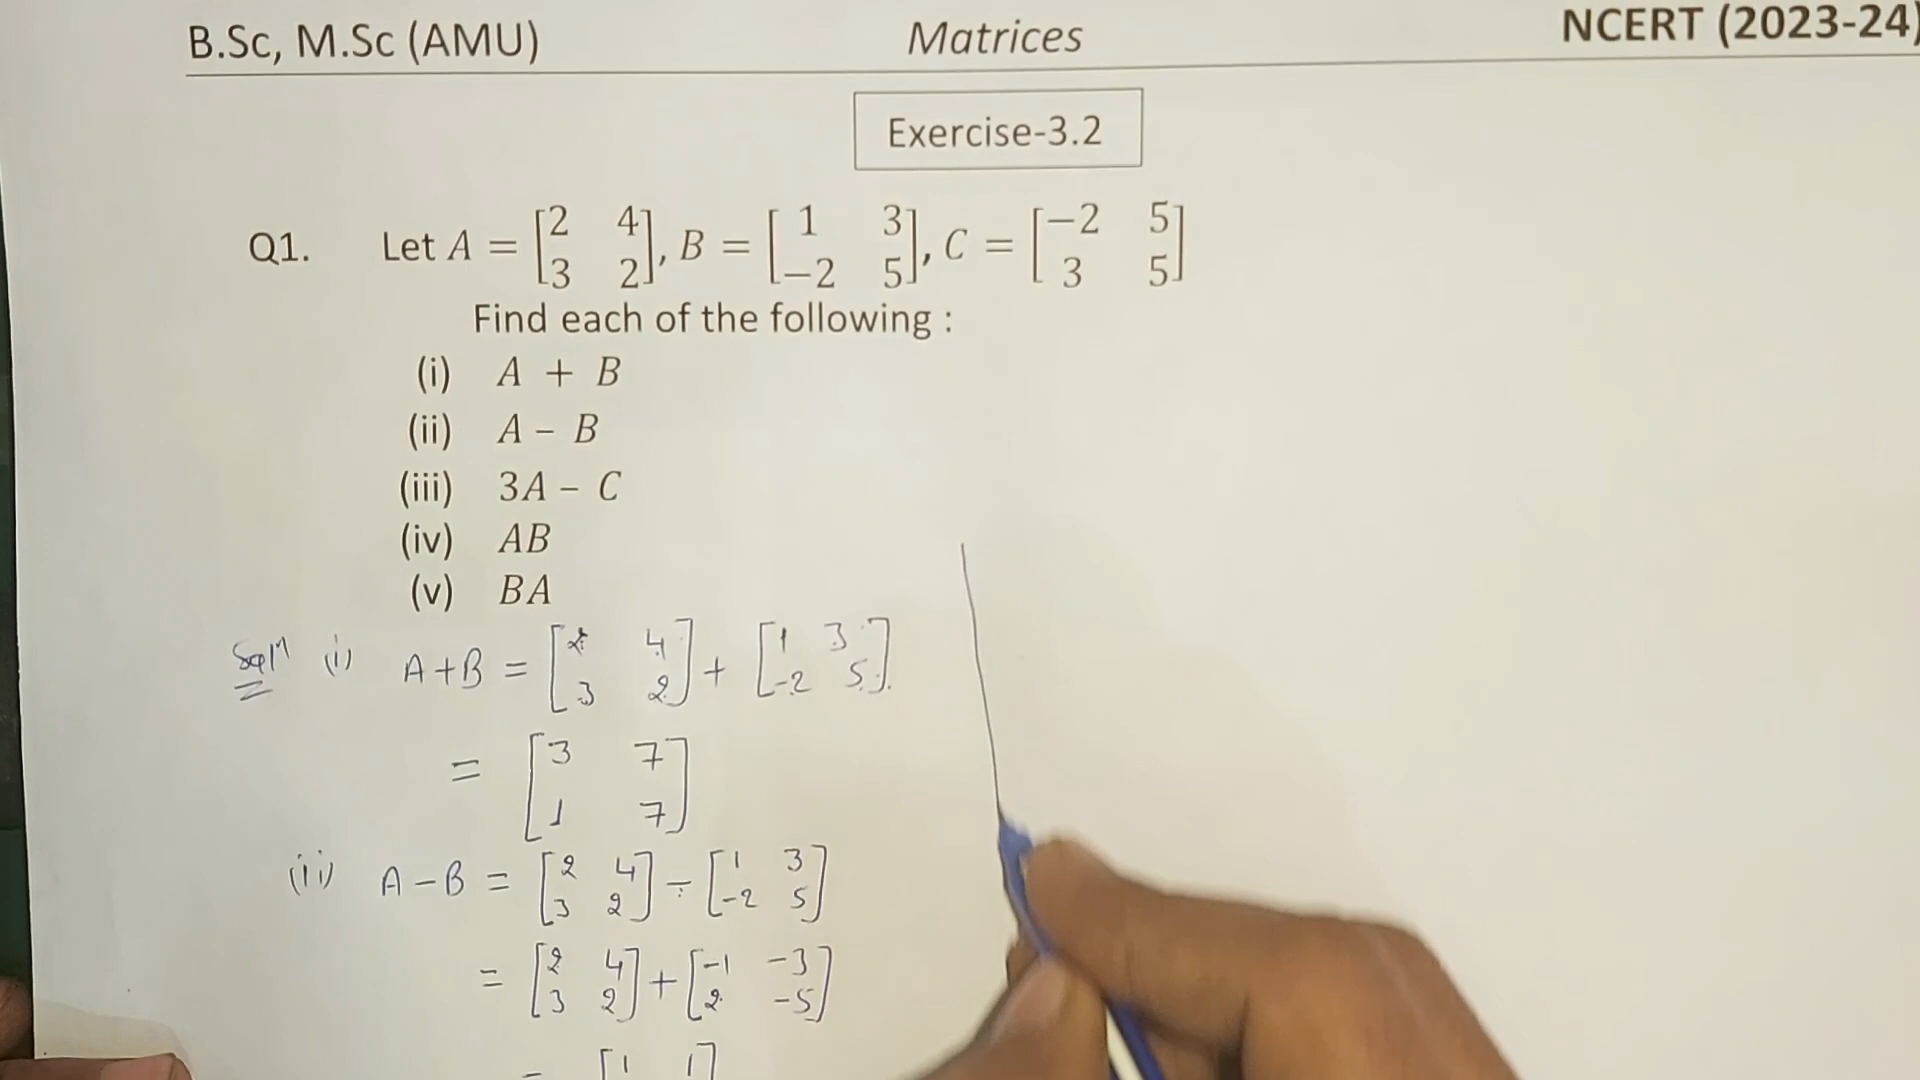 B.Sc, M.Sc (AMU) Matrices NCERT (2023-24)
Exercise-3.2
Q1. Let A = [2 4; 3 2], B = [1 3; −2 5], C = [−2 5; 3 5]
Find each of the following :
(i) A + B
(ii) A − B
(iii) 3A − C
(iv) AB
(v) BA
Solⁿ (i) A+B = [2 4; 3 2] + [1 3; -2 5]
= [3 7; 1 7]
(ii) A−B = [2 4; 3 2] − [1 3; -2 5]
= [2 4; 3 2] + [-1 -3; 2 -5]
= [1 1